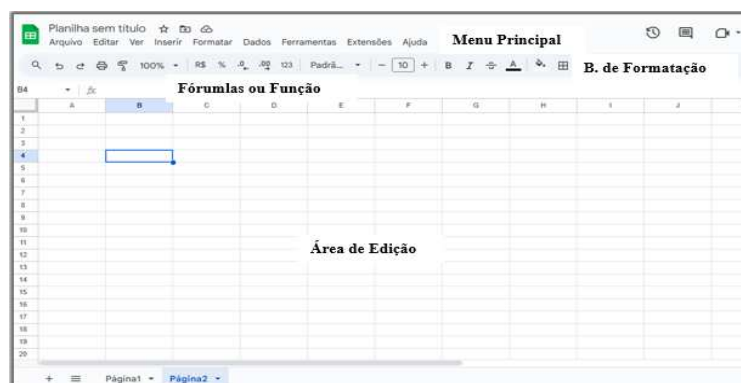 Planilha sem título
Arquivo Editar Ver Inserir Formatar Dados Ferramentas Extensões Ajuda
Menu Principal
100% R$ % .0 .00 123 Padrã... − 10 + B I A
B. de Formatação
B4 fx
Fórumlas ou Função
A B C D E F G H I J
1
2
3
4
5
6
7
8
9
10
11
Área de Edição
12
13
14
15
16
17
18
19
20
+ Página1 Página2